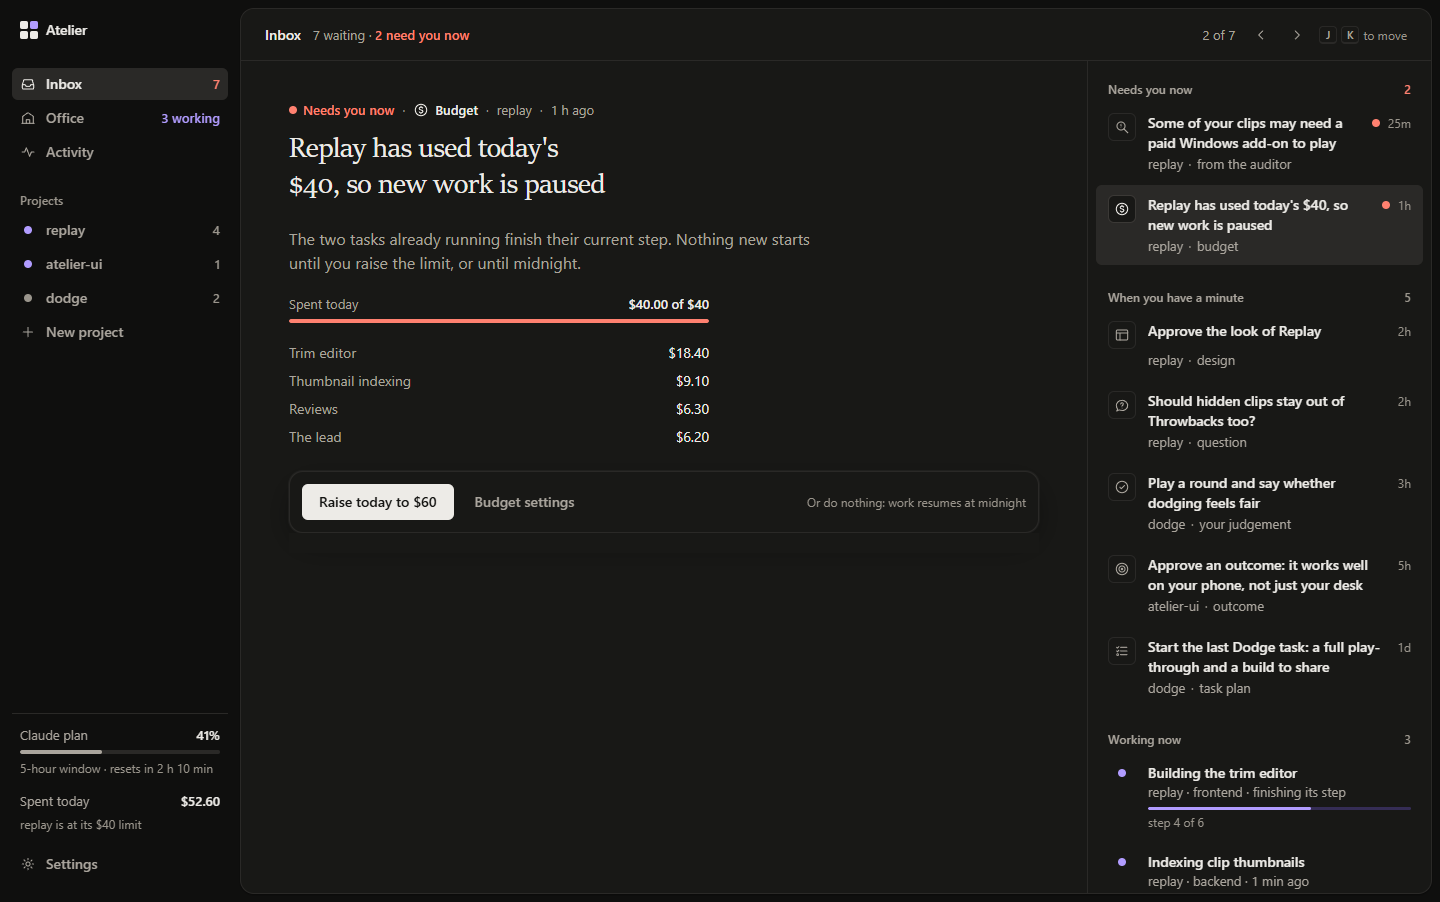 Atelier
Inbox 7
Office 3 working
Activity
Projects
replay 4
atelier-ui 1
dodge 2
New project
Claude plan 41%
5-hour window · resets in 2 h 10 min
Spent today $52.60
replay is at its $40 limit
Settings
Inbox 7 waiting · 2 need you now
2 of 7 J K to move
Needs you now · Budget · replay · 1 h ago
Replay has used today's
$40, so new work is paused
The two tasks already running finish their current step. Nothing new starts
until you raise the limit, or until midnight.
Spent today $40.00 of $40
Trim editor $18.40
Thumbnail indexing $9.10
Reviews $6.30
The lead $6.20
Raise today to $60 Budget settings Or do nothing: work resumes at midnight
Needs you now 2
Some of your clips may need a 25m
paid Windows add-on to play
replay · from the auditor
Replay has used today's $40, so 1h
new work is paused
replay · budget
When you have a minute 5
Approve the look of Replay 2h
replay · design
Should hidden clips stay out of 2h
Throwbacks too?
replay · question
Play a round and say whether 3h
dodging feels fair
dodge · your judgement
Approve an outcome: it works well 5h
on your phone, not just your desk
atelier-ui · outcome
Start the last Dodge task: a full play- 1d
through and a build to share
dodge · task plan
Working now 3
Building the trim editor
replay · frontend · finishing its step
step 4 of 6
Indexing clip thumbnails
replay · backend · 1 min ago